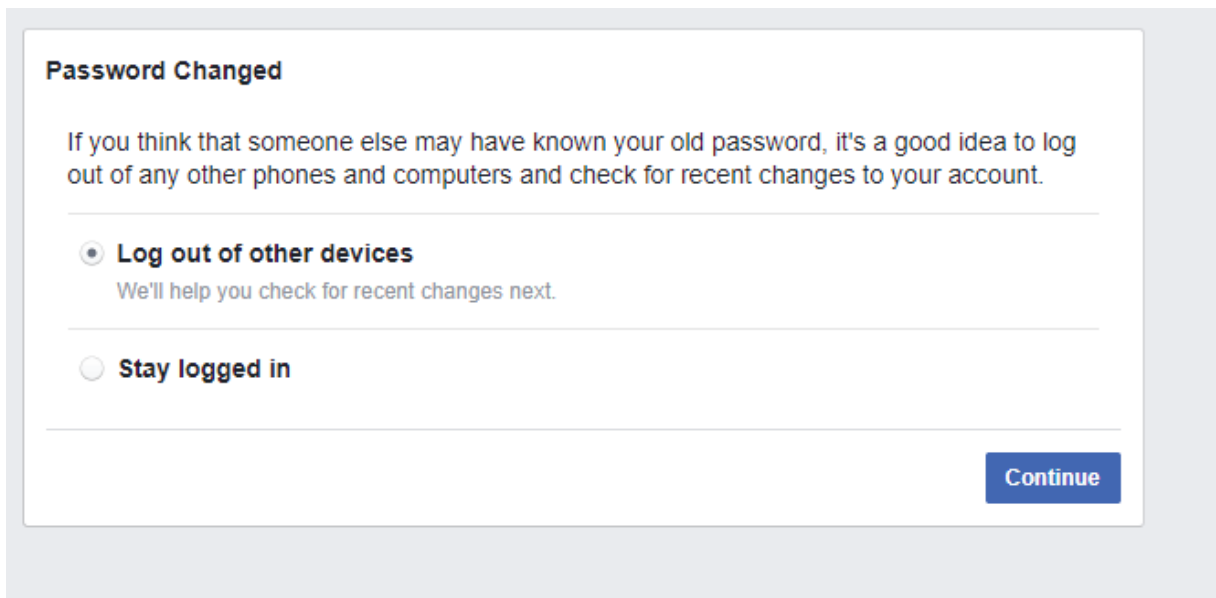 Password Changed
If you think that someone else may have known your old password, it's a good idea to log
out of any other phones and computers and check for recent changes to your account.
Log out of other devices
We'll help you check for recent changes next.
Stay logged in
Continue